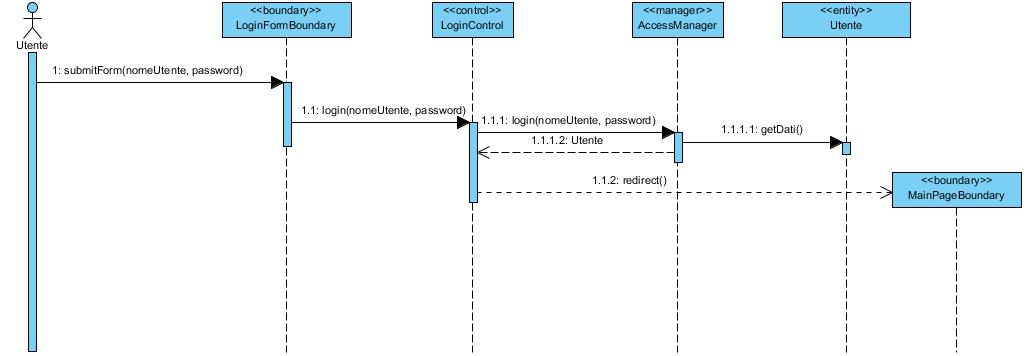 <<boundary>>
LoginFormBoundary
<<control>>
LoginControl
<<manager>>
AccessManager
<<entity>>
Utente
Utente
1: submitForm(nomeUtente, password)
1.1: login(nomeUtente, password)
1.1.1: login(nomeUtente, password)
1.1.1.1: getDati()
1.1.1.2: Utente
1.1.2: redirect()
<<boundary>>
MainPageBoundary